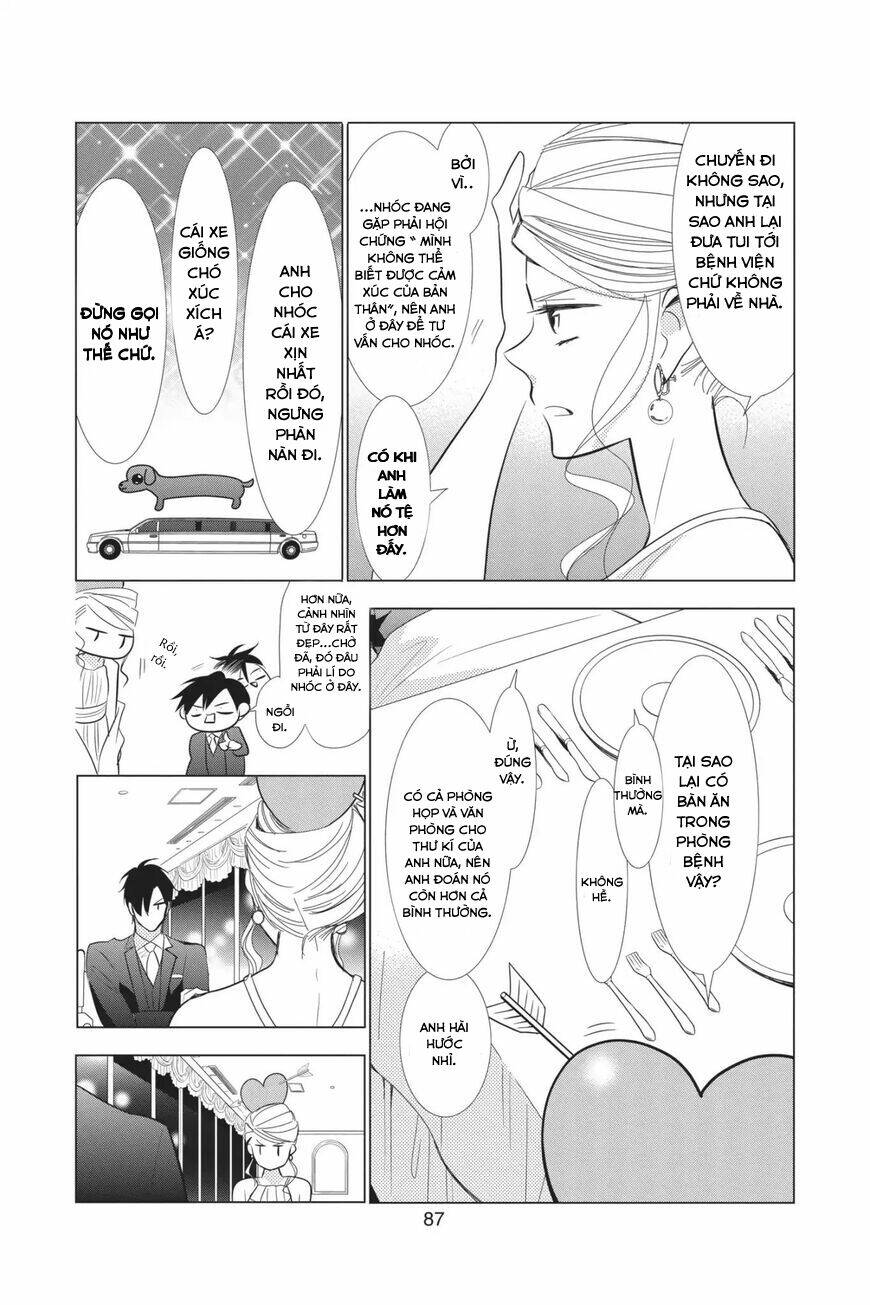 CHUYẾN ĐI
KHÔNG SAO,
NHƯNG TẠI
SAO ANH LẠI
ĐƯA TUI TỚI
BỆNH VIỆN
CHỨ KHÔNG
PHẢI VỀ NHÀ.
BỞI
VÌ..
...NHÓC ĐANG
GẶP PHẢI HỘI
CHỨNG “ MÌNH
KHÔNG THỂ
BIẾT ĐƯỢC CẢM
XÚC CỦA BẢN
THÂN”, NÊN ANH
Ở ĐÂY ĐỂ TƯ
VẤN CHO NHÓC.
CÓ KHI
ANH
LÀM
NÓ TỆ
HƠN
ĐẤY.
ANH
CHO
NHÓC
CÁI XE
XỊN
NHẤT
RỒI ĐÓ,
NGƯNG
PHÀN
NÀN ĐI.
CÁI XE
GIỐNG
CHÓ
XÚC
XÍCH
Á?
ĐỪNG GỌI
NÓ NHƯ
THẾ CHỨ.
TẠI SAO
LẠI CÓ
BÀN ĂN
TRONG
PHÒNG
BỆNH
VẬY?
BÌNH
THƯỜNG
MÀ.
KHÔNG
HỀ.
Ừ,
ĐÚNG
VẬY.
CÓ CẢ PHÒNG
HỌP VÀ VĂN
PHÒNG CHO
THƯ KÍ CỦA
ANH NỮA, NÊN
ANH ĐOÁN NÓ
CÒN HƠN CẢ
BÌNH THƯỜNG.
ANH HÀI
HƯỚC
NHỈ.
HƠN NỮA,
CẢNH NHÌN
TỪ ĐÂY RẤT
ĐẸP...CHỜ
ĐÃ, ĐÓ ĐÂU
PHẢI LÍ DO
NHÓC Ở ĐÂY.
NGỒI
ĐI.
Rồi,
rồi.
87